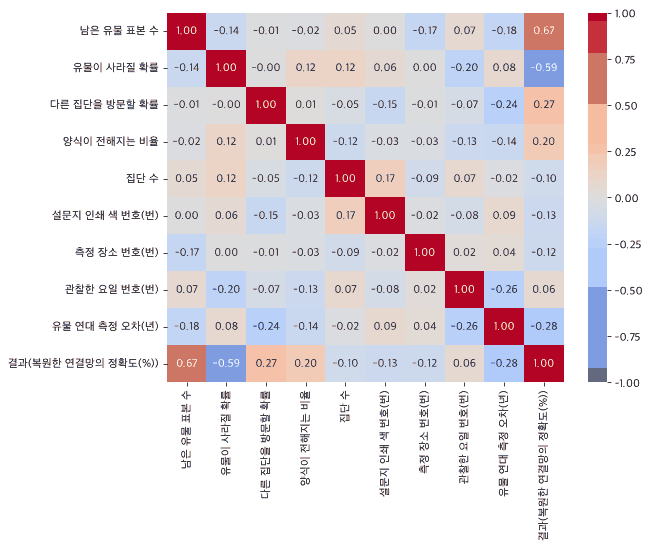 남은 유물 표본 수 1.00 -0.14 -0.01 -0.02 0.05 0.00 -0.17 0.07 -0.18 0.67
유물이 사라질 확률 -0.14 1.00 -0.00 0.12 0.12 0.06 0.00 -0.20 0.08 -0.59
다른 집단을 방문할 확률 -0.01 -0.00 1.00 0.01 -0.05 -0.15 -0.01 -0.07 -0.24 0.27
양식이 전해지는 비율 -0.02 0.12 0.01 1.00 -0.12 -0.03 -0.03 -0.13 -0.14 0.20
집단 수 0.05 0.12 -0.05 -0.12 1.00 0.17 -0.09 0.07 -0.02 -0.10
설문지 인쇄 색 번호(번) 0.00 0.06 -0.15 -0.03 0.17 1.00 -0.02 -0.08 0.09 -0.13
측정 장소 번호(번) -0.17 0.00 -0.01 -0.03 -0.09 -0.02 1.00 0.02 0.04 -0.12
관찰한 요일 번호(번) 0.07 -0.20 -0.07 -0.13 0.07 -0.08 0.02 1.00 -0.26 0.06
유물 연대 측정 오차(년) -0.18 0.08 -0.24 -0.14 -0.02 0.09 0.04 -0.26 1.00 -0.28
결과(복원한 연결망의 정확도(%)) 0.67 -0.59 0.27 0.20 -0.10 -0.13 -0.12 0.06 -0.28 1.00
남은 유물 표본 수
유물이 사라질 확률
다른 집단을 방문할 확률
양식이 전해지는 비율
집단 수
설문지 인쇄 색 번호(번)
측정 장소 번호(번)
관찰한 요일 번호(번)
유물 연대 측정 오차(년)
결과(복원한 연결망의 정확도(%))
1.00
0.75
0.50
0.25
0.00
-0.25
-0.50
-0.75
-1.00